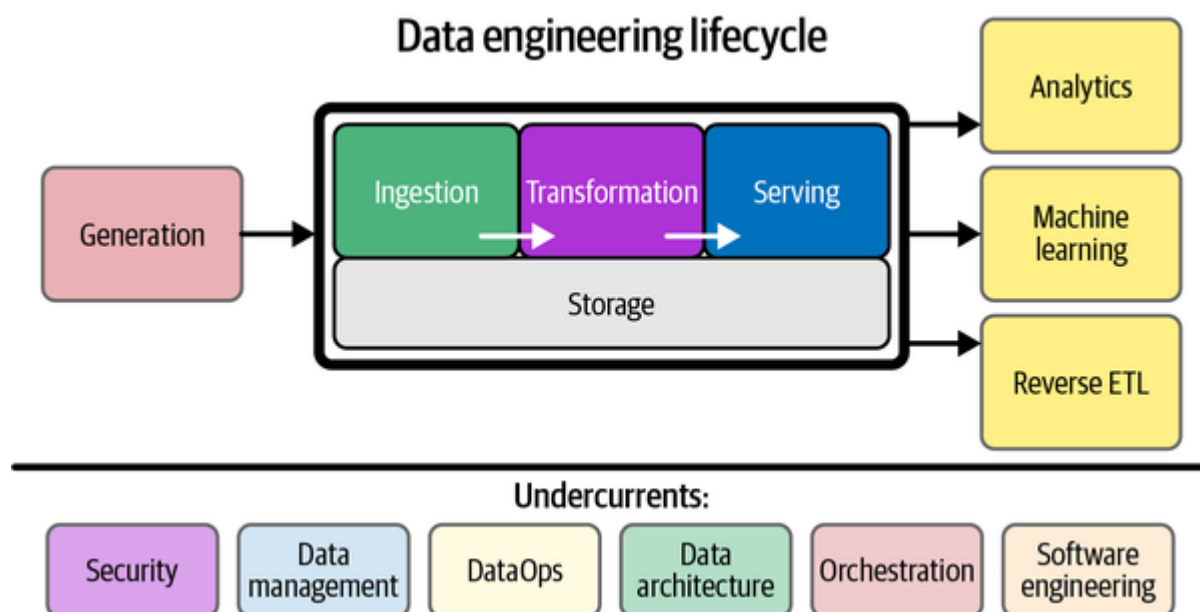 Data engineering lifecycle
Generation
Ingestion
Transformation
Serving
Storage
Analytics
Machine
learning
Reverse ETL
Undercurrents:
Security
Data
management
DataOps
Data
architecture
Orchestration
Software
engineering